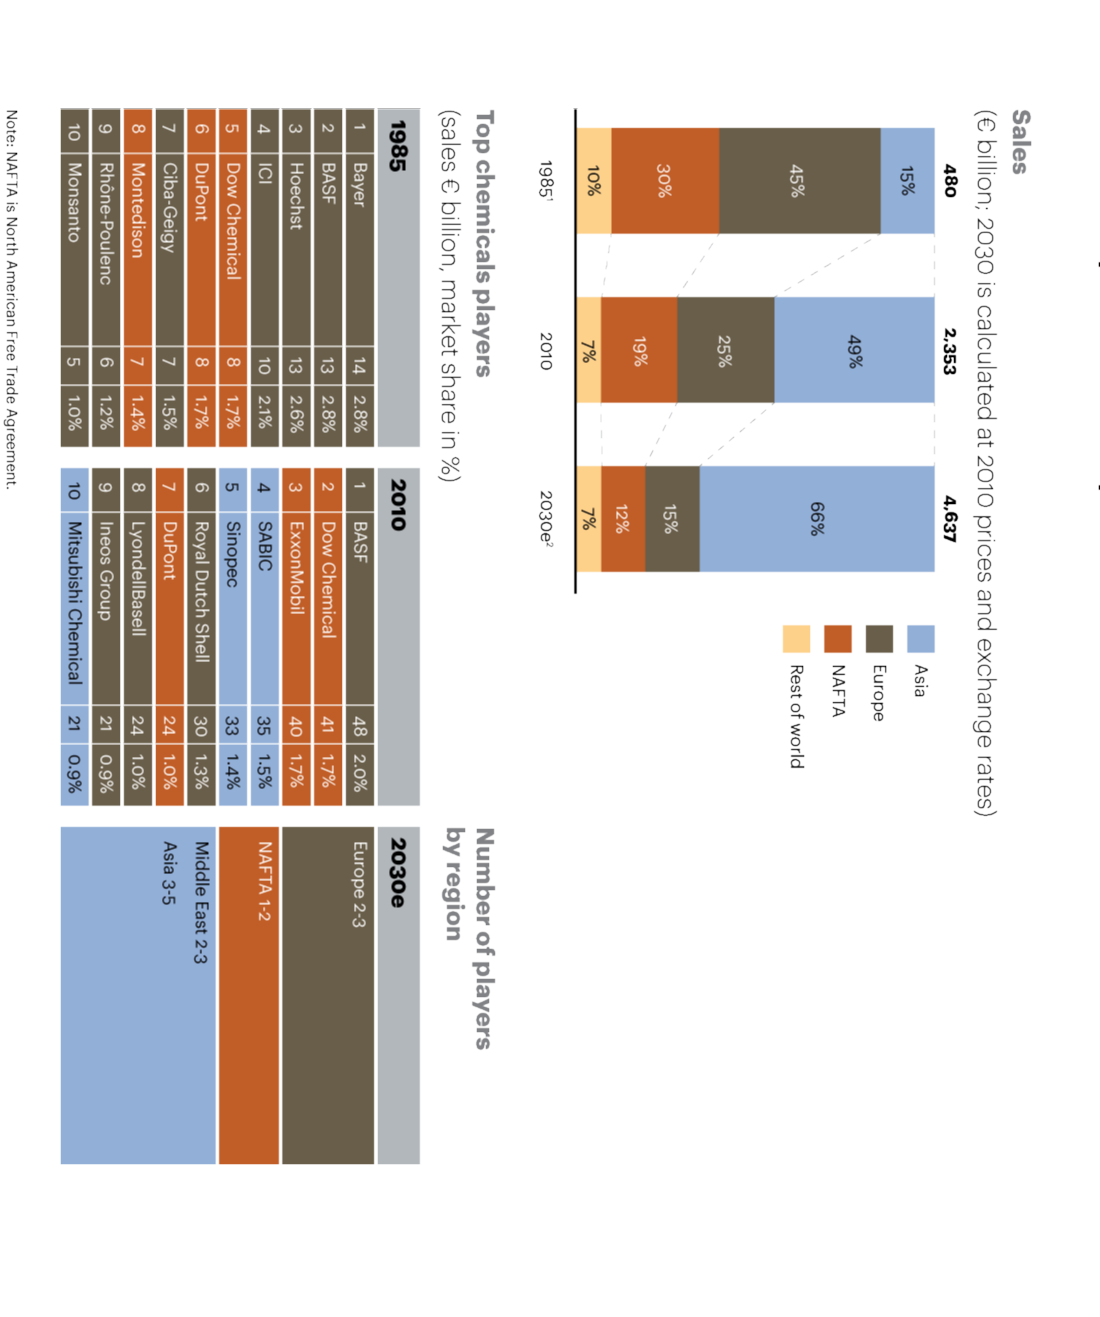 Sales
(€ billion; 2030 is calculated at 2010 prices and exchange rates)
480
2,353
4,637
15%
45%
30%
10%
49%
25%
19%
7%
66%
15%
12%
7%
1985¹
2010
2030e²
Asia
Europe
NAFTA
Rest of world
Top chemicals players
(sales € billion, market share in %)
1985
1 Bayer 14 2.8%
2 BASF 13 2.8%
3 Hoechst 13 2.6%
4 ICI 10 2.1%
5 Dow Chemical 8 1.7%
6 DuPont 8 1.7%
7 Ciba-Geigy 7 1.5%
8 Montedison 7 1.4%
9 Rhône-Poulenc 6 1.2%
10 Monsanto 5 1.0%
2010
1 BASF 48 2.0%
2 Dow Chemical 41 1.7%
3 ExxonMobil 40 1.7%
4 SABIC 35 1.5%
5 Sinopec 33 1.4%
6 Royal Dutch Shell 30 1.3%
7 DuPont 24 1.0%
8 LyondellBasell 24 1.0%
9 Ineos Group 21 0.9%
10 Mitsubishi Chemical 21 0.9%
Number of players
by region
2030e
Europe 2-3
NAFTA 1-2
Middle East 2-3
Asia 3-5
Note: NAFTA is North American Free Trade Agreement.